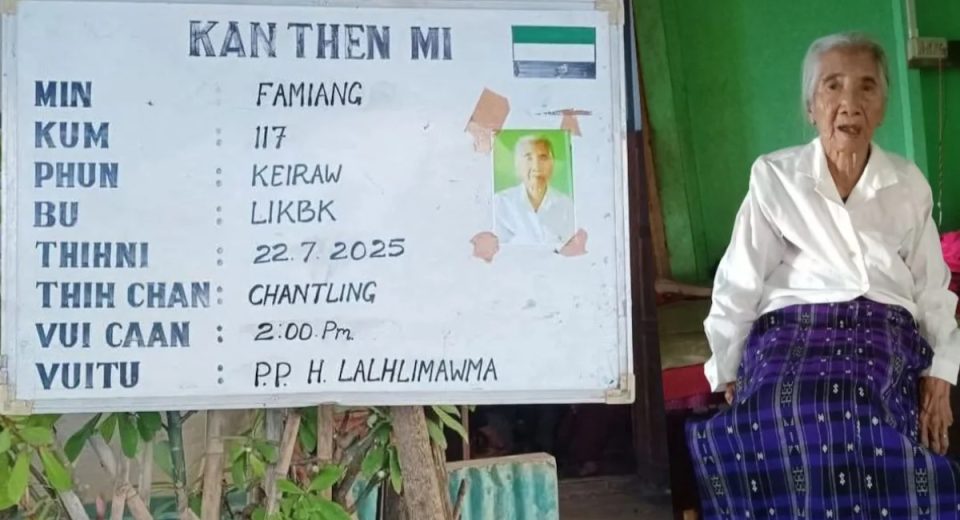 KAN THEN MI
MIN : FAMIANG
KUM : 117
PHUN : KEIRAW
BU : LIKBK
THIHNI : 22.7.2025
THIH CHAN : CHANTLING
VUI CAAN : 2:00.Pm.
VUITU : P.P. H. LALHLIMAWMA